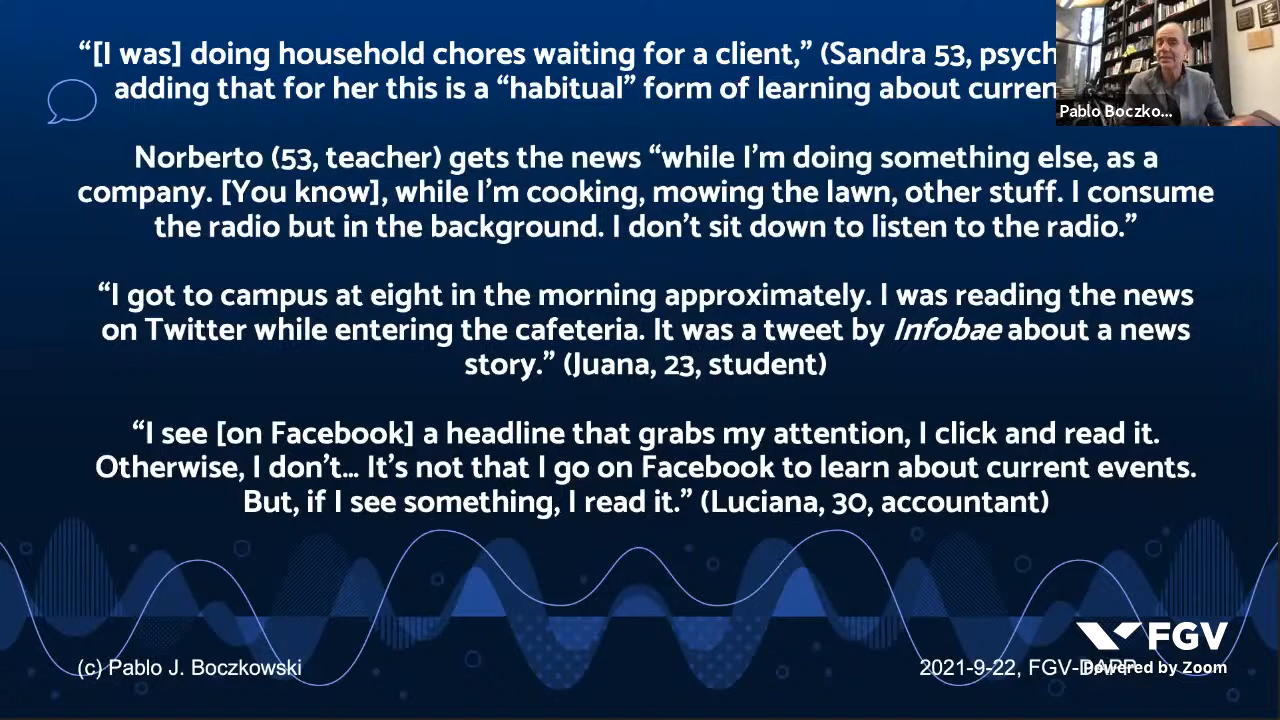 “[I was] doing household chores waiting for a client,” (Sandra 53, psych
adding that for her this is a “habitual” form of learning about curren
Pablo Boczko...
Norberto (53, teacher) gets the news “while I’m doing something else, as a
company. [You know], while I’m cooking, mowing the lawn, other stuff. I consume
the radio but in the background. I don’t sit down to listen to the radio.”
“I got to campus at eight in the morning approximately. I was reading the news
on Twitter while entering the cafeteria. It was a tweet by Infobae about a news
story.” (Juana, 23, student)
“I see [on Facebook] a headline that grabs my attention, I click and read it.
Otherwise, I don’t... It’s not that I go on Facebook to learn about current events.
But, if I see something, I read it.” (Luciana, 30, accountant)
FGV
(c) Pablo J. Boczkowski
2021-9-22, FGV-
Powered by Zoom